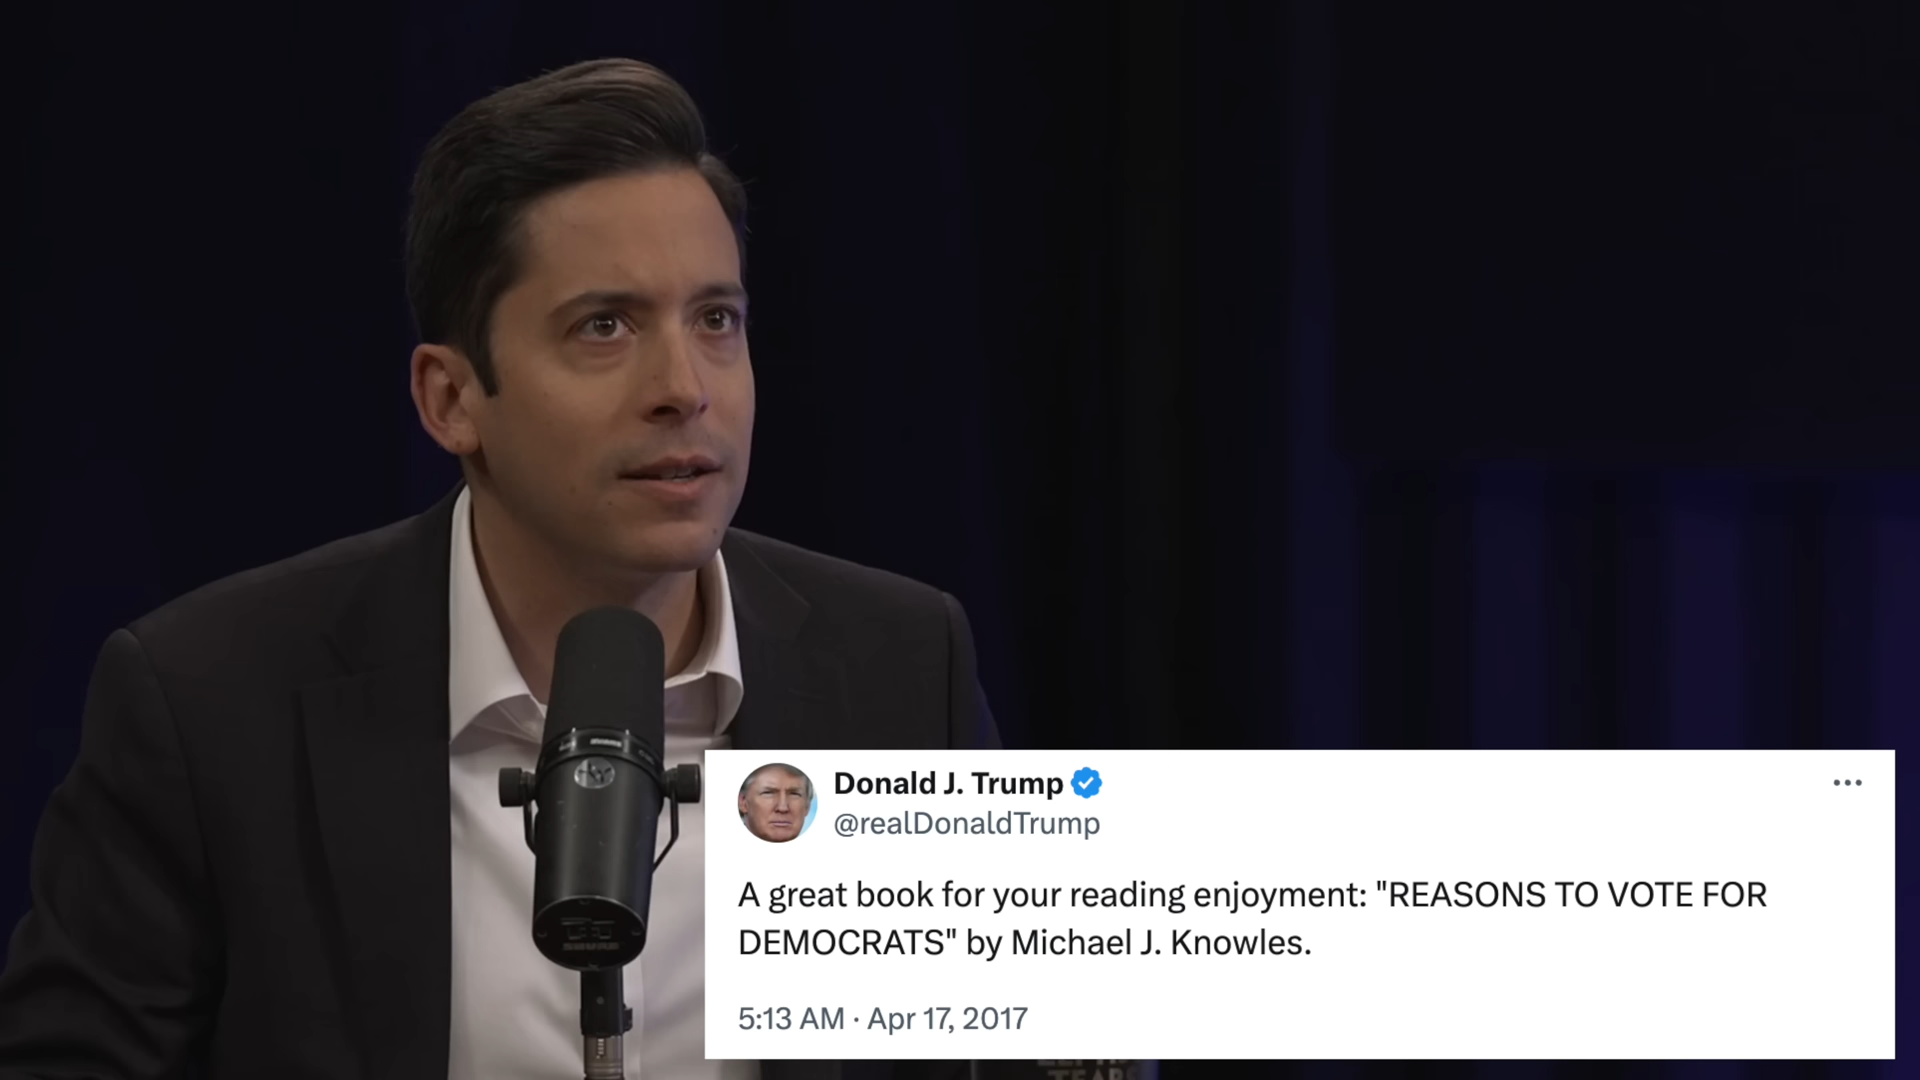 Donald J. Trump
@realDonaldTrump
A great book for your reading enjoyment: "REASONS TO VOTE FOR
DEMOCRATS" by Michael J. Knowles.
5:13 AM · Apr 17, 2017
TEARS